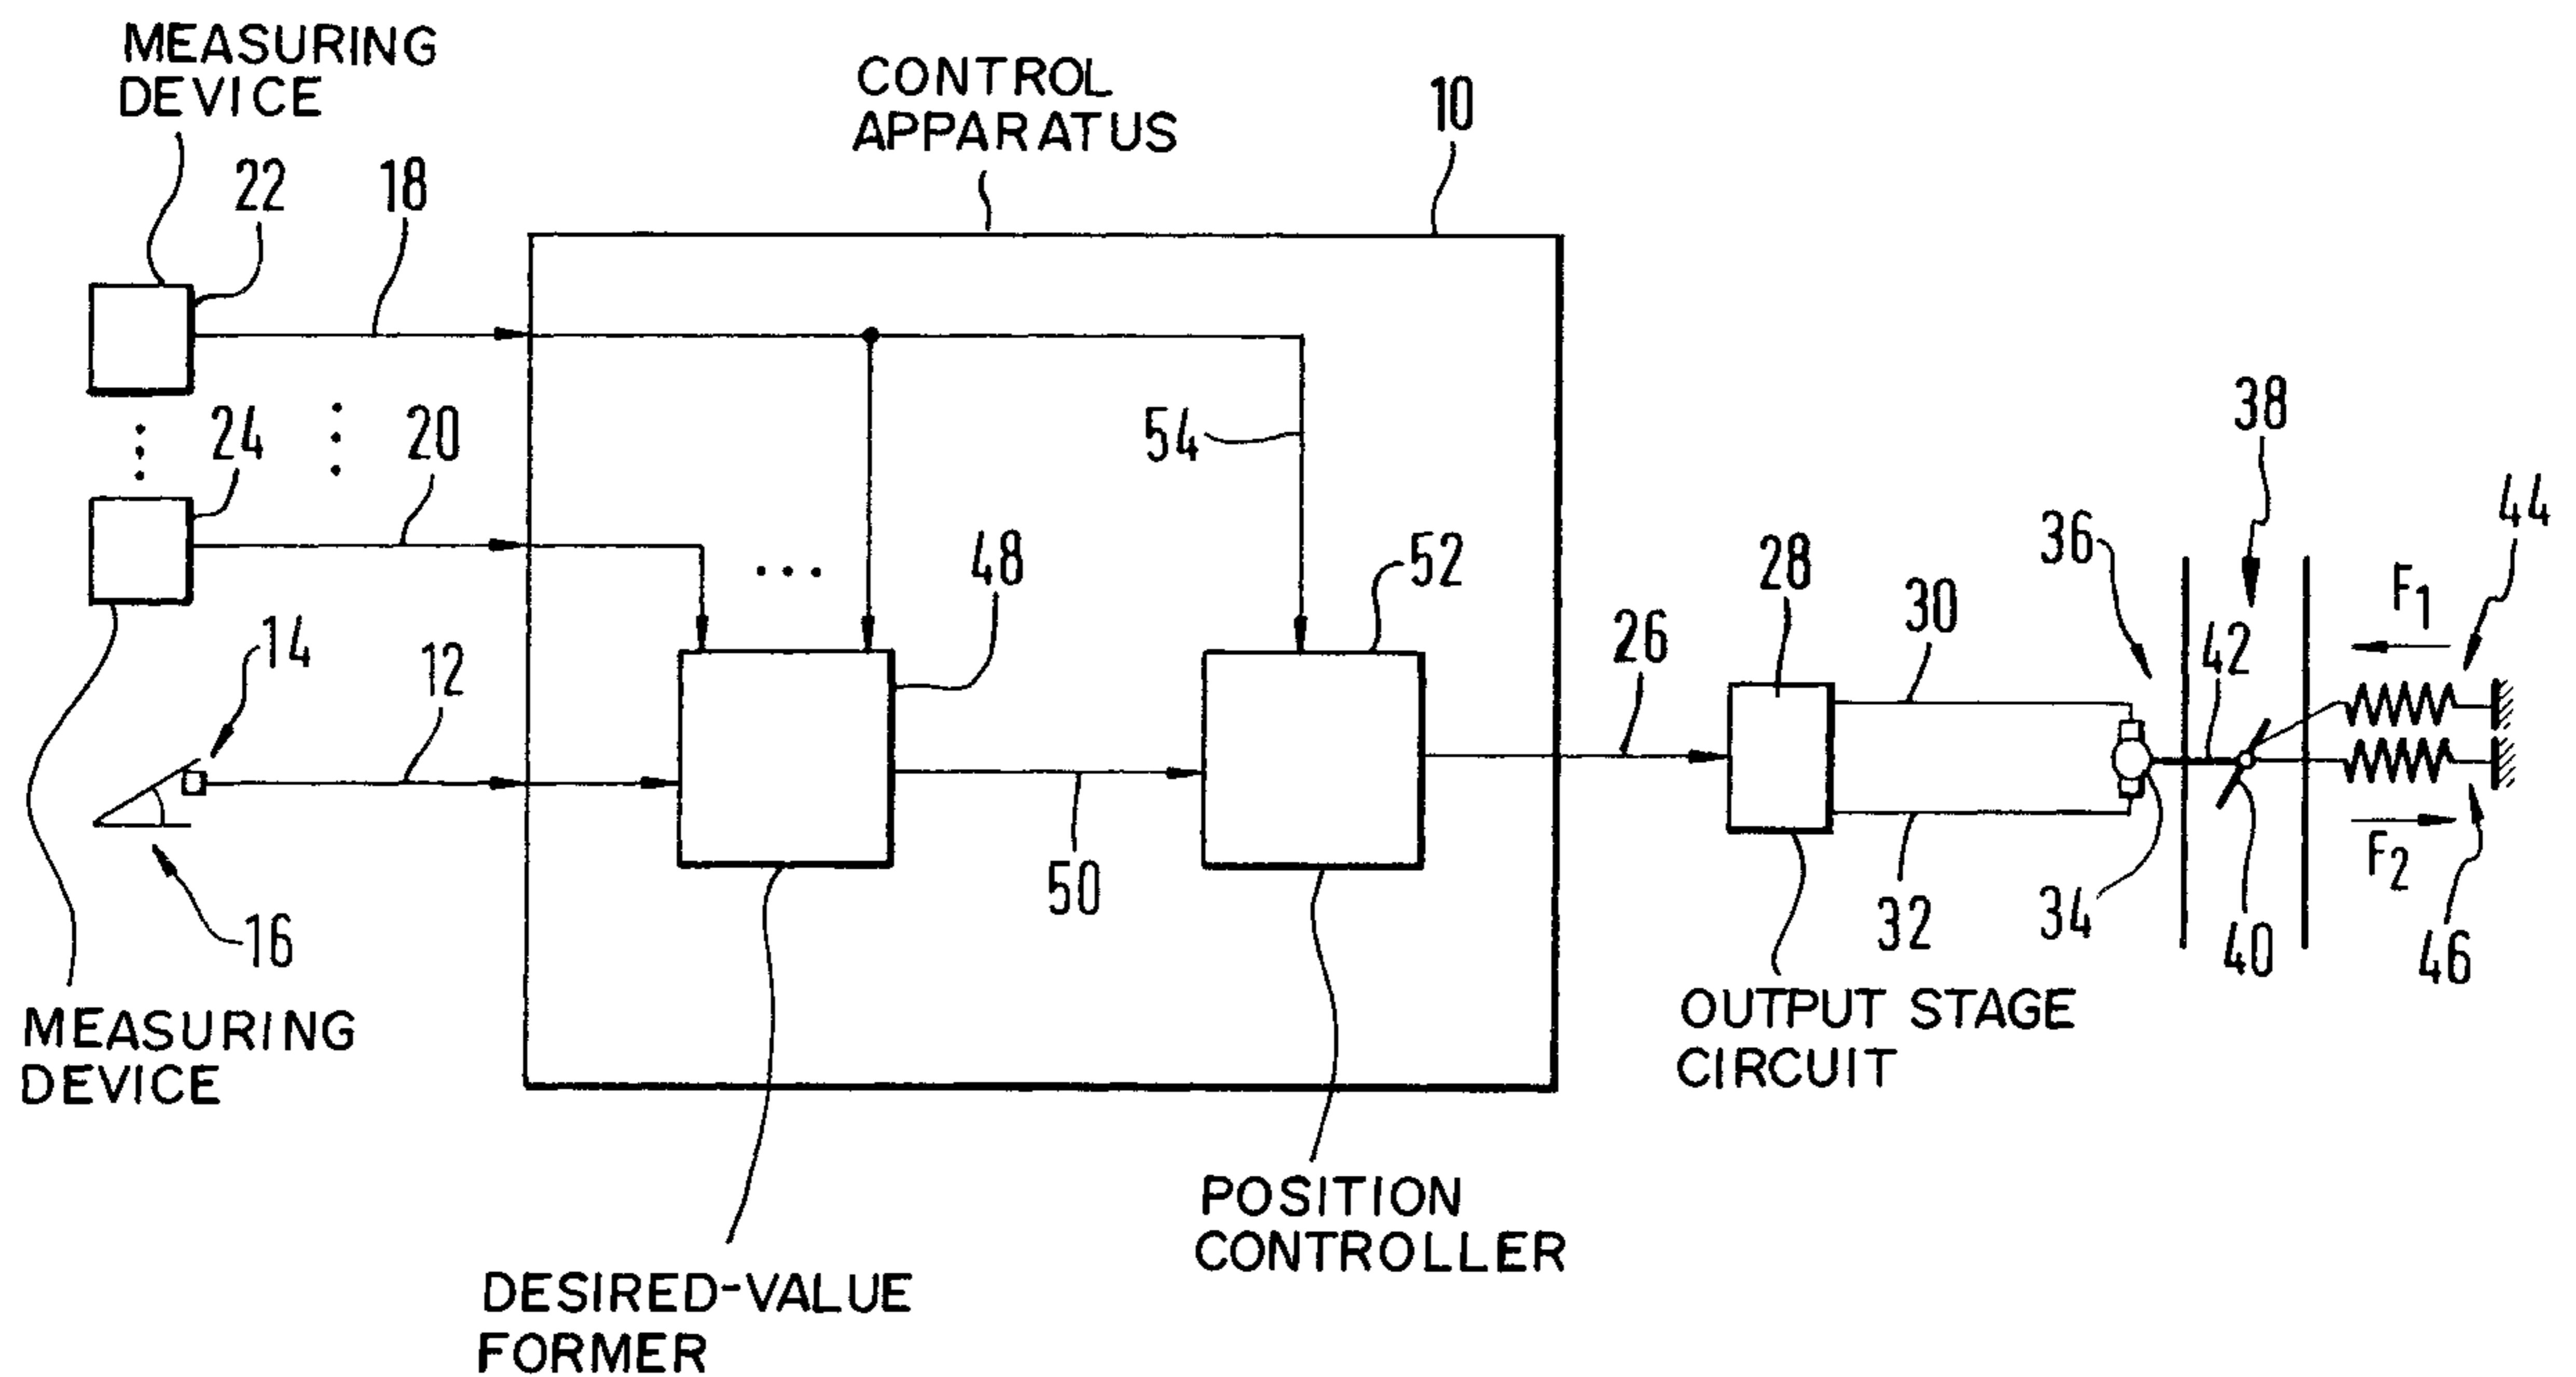 MEASURING
DEVICE
CONTROL
APPARATUS
10
22
18
24
20
54
38
44
36
48
52
28
30
F1
14
12
26
42
50
32
34
40
F2
46
16
MEASURING
DEVICE
OUTPUT STAGE
CIRCUIT
POSITION
CONTROLLER
DESIRED-VALUE
FORMER